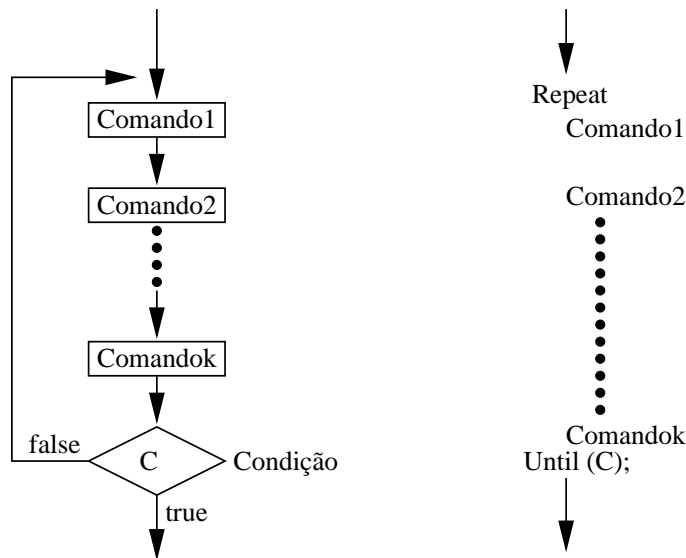 Comando1
Comando2
Comandok
false
C
Condição
true
Repeat
Comando1
Comando2
Comandok
Until (C);